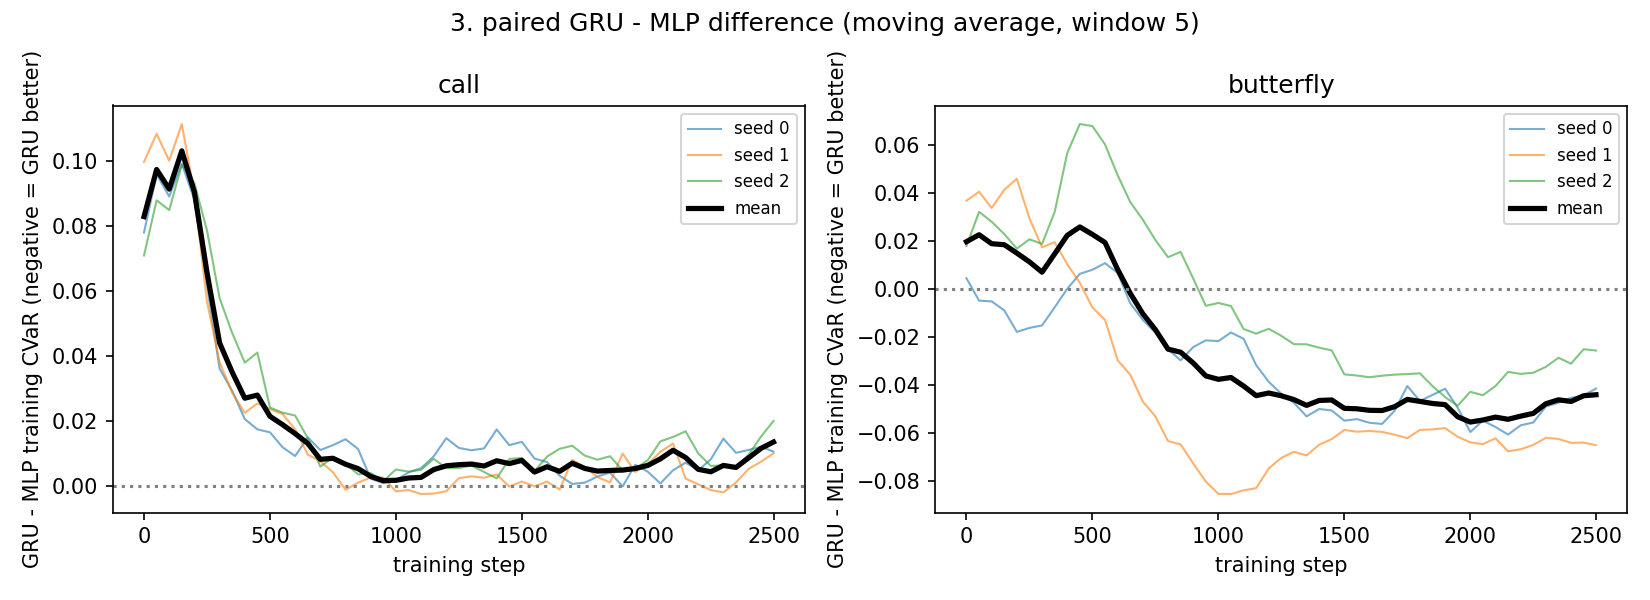 3. paired GRU - MLP difference (moving average, window 5)
call
GRU - MLP training CVaR (negative = GRU better)
0.10
0.08
0.06
0.04
0.02
0.00
seed 0
seed 1
seed 2
mean
0
500
1000
1500
2000
2500
training step
butterfly
GRU - MLP training CVaR (negative = GRU better)
0.06
0.04
0.02
0.00
−0.02
−0.04
−0.06
−0.08
seed 0
seed 1
seed 2
mean
0
500
1000
1500
2000
2500
training step